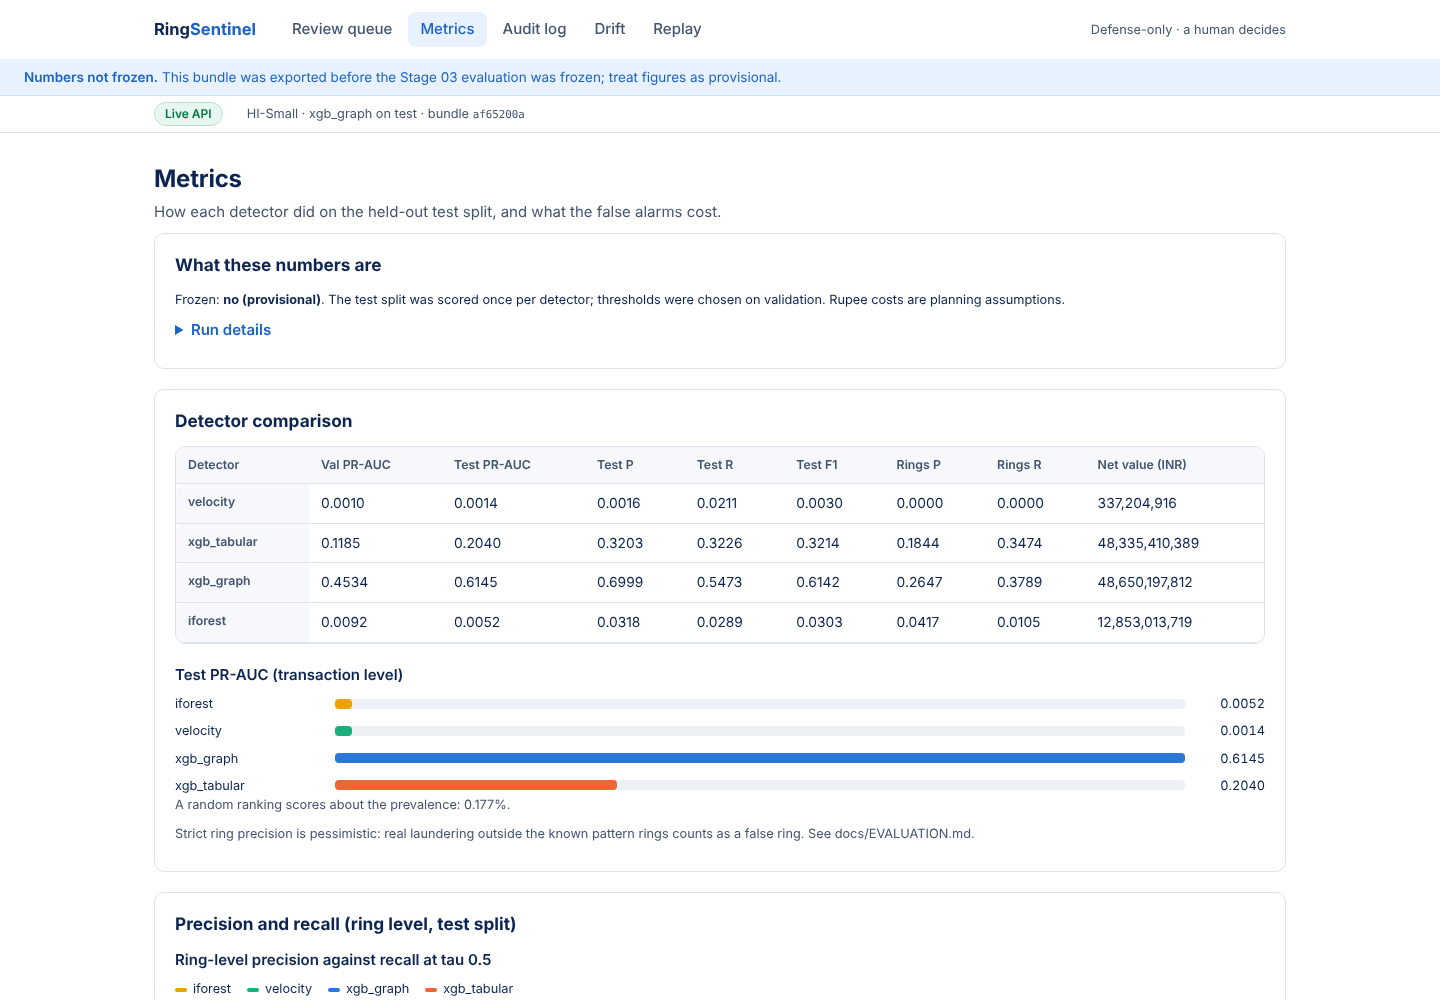 RingSentinel Review queue Metrics Audit log Drift Replay Defense-only · a human decides
Numbers not frozen. This bundle was exported before the Stage 03 evaluation was frozen; treat figures as provisional.
Live API HI-Small · xgb_graph on test · bundle af65200a
Metrics
How each detector did on the held-out test split, and what the false alarms cost.
What these numbers are
Frozen: no (provisional). The test split was scored once per detector; thresholds were chosen on validation. Rupee costs are planning assumptions.
Run details
Detector comparison
Detector Val PR-AUC Test PR-AUC Test P Test R Test F1 Rings P Rings R Net value (INR)
velocity 0.0010 0.0014 0.0016 0.0211 0.0030 0.0000 0.0000 337,204,916
xgb_tabular 0.1185 0.2040 0.3203 0.3226 0.3214 0.1844 0.3474 48,335,410,389
xgb_graph 0.4534 0.6145 0.6999 0.5473 0.6142 0.2647 0.3789 48,650,197,812
iforest 0.0092 0.0052 0.0318 0.0289 0.0303 0.0417 0.0105 12,853,013,719
Test PR-AUC (transaction level)
iforest 0.0052
velocity 0.0014
xgb_graph 0.6145
xgb_tabular 0.2040
A random ranking scores about the prevalence: 0.177%.
Strict ring precision is pessimistic: real laundering outside the known pattern rings counts as a false ring. See docs/EVALUATION.md.
Precision and recall (ring level, test split)
Ring-level precision against recall at tau 0.5
iforest velocity xgb_graph xgb_tabular